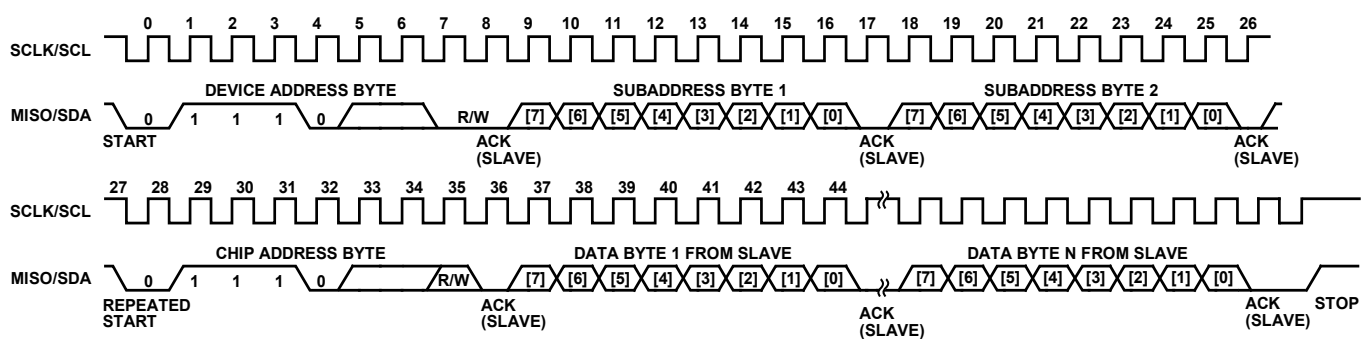 0 1 2 3 4 5 6 7 8 9 10 11 12 13 14 15 16 17 18 19 20 21 22 23 24 25 26
SCLK/SCL
DEVICE ADDRESS BYTE SUBADDRESS BYTE 1 SUBADDRESS BYTE 2
MISO/SDA 0 1 1 1 0 R/W [7] [6] [5] [4] [3] [2] [1] [0] [7] [6] [5] [4] [3] [2] [1] [0]
START ACK ACK ACK
(SLAVE) (SLAVE) (SLAVE)
27 28 29 30 31 32 33 34 35 36 37 38 39 40 41 42 43 44
SCLK/SCL
CHIP ADDRESS BYTE DATA BYTE 1 FROM SLAVE DATA BYTE N FROM SLAVE
MISO/SDA 0 1 1 1 0 R/W [7] [6] [5] [4] [3] [2] [1] [0] [7] [6] [5] [4] [3] [2] [1] [0]
REPEATED ACK ACK ACK STOP
START (SLAVE) (SLAVE) (SLAVE)